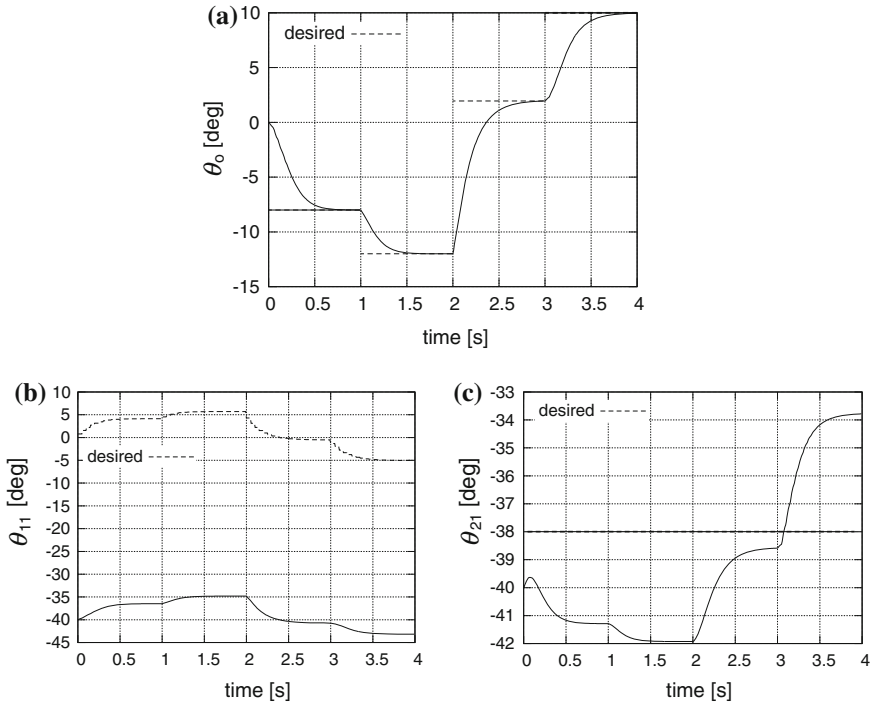 (a)
10
5
0
-5
-10
-15
desired
θo [deg]
0 0.5 1 1.5 2 2.5 3 3.5 4
time [s]
(b)
10
5
0
-5
-10
-15
-20
-25
-30
-35
-40
-45
desired
θ11 [deg]
0 0.5 1 1.5 2 2.5 3 3.5 4
time [s]
(c)
-33
-34
-35
-36
-37
-38
-39
-40
-41
-42
desired
θ21 [deg]
0 0.5 1 1.5 2 2.5 3 3.5 4
time [s]